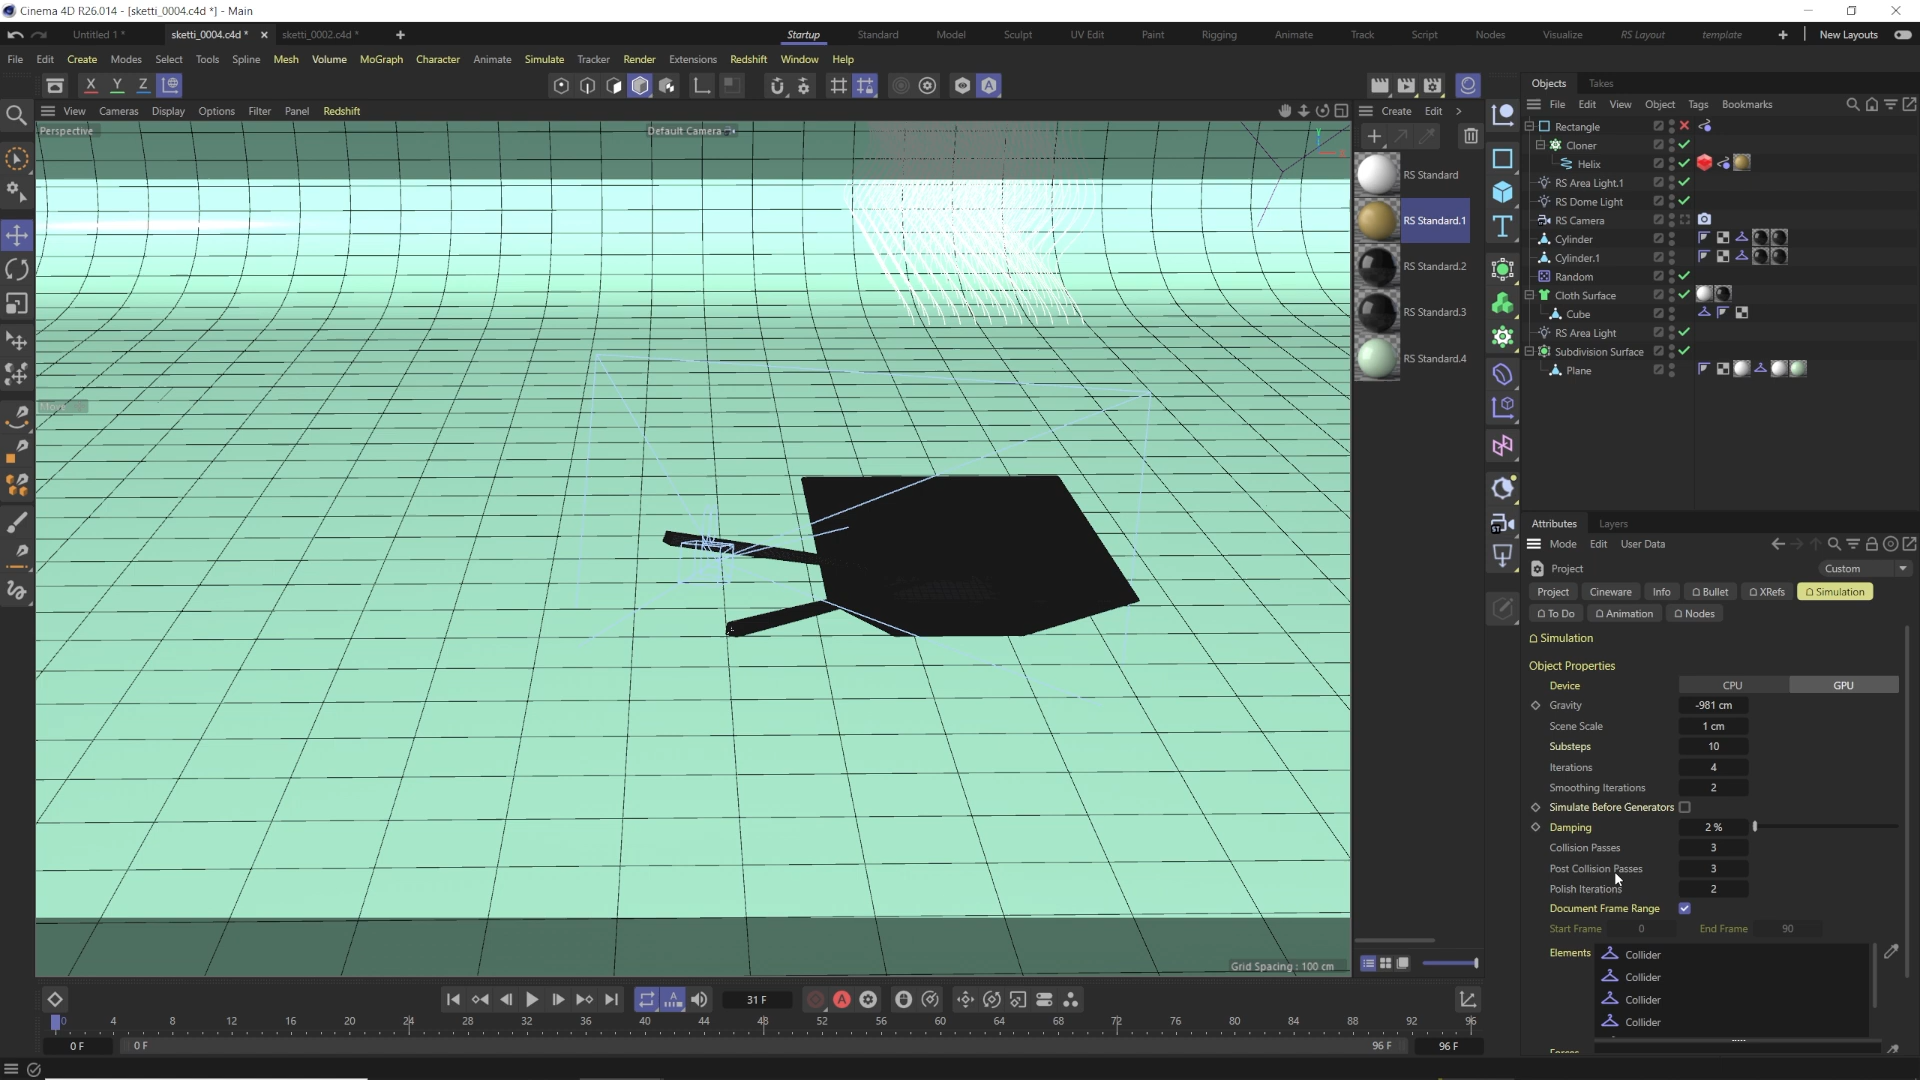 Cinema 4D R26.014 - [sketti_0004.c4d *] - Main
Untitled 1 *
sketti_0004.c4d *
sketti_0002.c4d *
Startup
Standard
Model
Sculpt
UV Edit
Paint
Rigging
Animate
Track
Script
Nodes
Visualize
RS Layout
template
New Layouts
File Edit Create Modes Select Tools Spline Mesh Volume MoGraph Character Animate Simulate Tracker Render Extensions Redshift Window Help
X Y Z
View Cameras Display Options Filter Panel Redshift
Perspective
Default Camera
Y
Grid Spacing : 100 cm
Create Edit >
RS Standard
RS Standard.1
RS Standard.2
RS Standard.3
RS Standard.4
Objects Takes
File Edit View Object Tags Bookmarks
Rectangle
Cloner
Helix
RS Area Light.1
RS Dome Light
RS Camera
Cylinder
Cylinder.1
Random
Cloth Surface
Cube
RS Area Light
Subdivision Surface
Plane
Attributes Layers
Mode Edit User Data
Project Custom
Project Cineware Info Bullet XRefs Simulation
To Do Animation Nodes
Simulation
Object Properties
Device CPU GPU
Gravity -981 cm
Scene Scale 1 cm
Substeps 10
Iterations 4
Smoothing Iterations 2
Simulate Before Generators
Damping 2 %
Collision Passes 3
Post Collision Passes 3
Polish Iterations 2
Document Frame Range
Start Frame 0 End Frame 90
Elements Collider
Collider
Collider
Collider
31 F
0 4 8 12 16 20 24 28 32 36 40 44 48 52 56 60 64 68 72 76 80 84 88 92 96
0 F 0 F 96 F 96 F